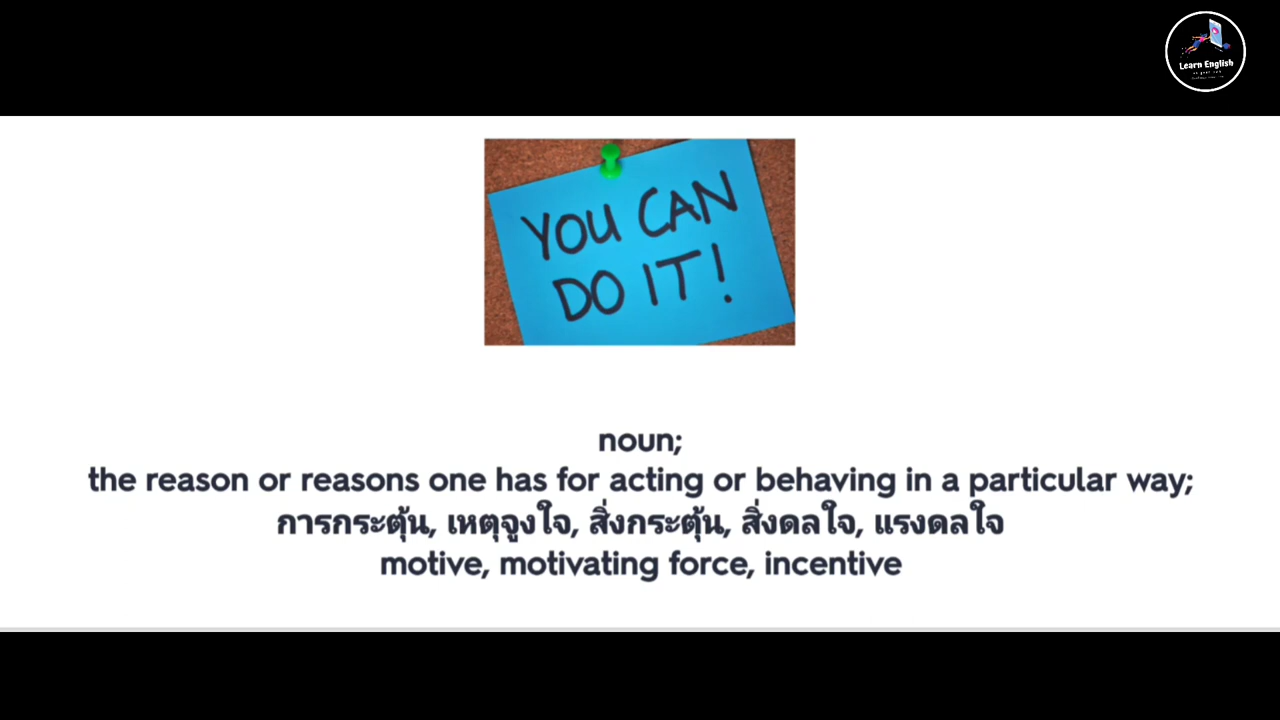 Learn English
YOU CAN
DO IT!
noun;
the reason or reasons one has for acting or behaving in a particular way;
การกระตุ้น, เหตุจูงใจ, สิ่งกระตุ้น, สิ่งดลใจ, แรงดลใจ
motive, motivating force, incentive